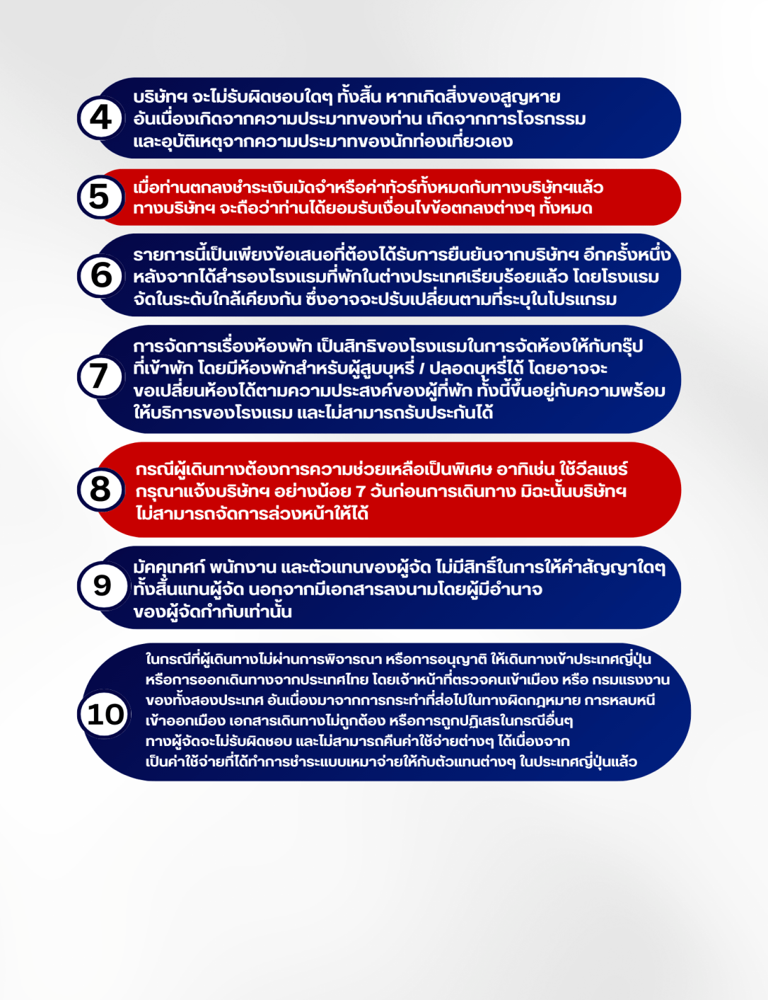 4
บริษัทฯ จะไม่รับผิดชอบใดๆ ทั้งสิ้น หากเกิดสิ่งของสูญหาย
อันเนื่องเกิดจากความประมาทของท่าน เกิดจากการโจรกรรม
และอุบัติเหตุจากความประมาทของนักท่องเที่ยวเอง
5
เมื่อท่านตกลงชำระเงินมัดจำหรือค่าทัวร์ทั้งหมดกับทางบริษัทฯแล้ว
ทางบริษัทฯ จะถือว่าท่านได้ยอมรับเงื่อนไขข้อตกลงต่างๆ ทั้งหมด
6
รายการนี้เป็นเพียงข้อเสนอที่ต้องได้รับการยืนยันจากบริษัทฯ อีกครั้งหนึ่ง
หลังจากได้สำรองโรงแรมที่พักในต่างประเทศเรียบร้อยแล้ว โดยโรงแรม
จัดในระดับใกล้เคียงกัน ซึ่งอาจจะปรับเปลี่ยนตามที่ระบุในโปรแกรม
7
การจัดการเรื่องห้องพัก เป็นสิทธิของโรงแรมในการจัดห้องให้กับกรุ๊ป
ที่เข้าพัก โดยมีห้องพักสำหรับผู้สูบบุหรี่ / ปลอดบุหรี่ได้ โดยอาจจะ
ขอเปลี่ยนห้องได้ตามความประสงค์ของผู้ที่พัก ทั้งนี้ขึ้นอยู่กับความพร้อม
ให้บริการของโรงแรม และไม่สามารถรับประกันได้
8
กรณีผู้เดินทางต้องการความช่วยเหลือเป็นพิเศษ อาทิเช่น ใช้วีลแชร์
กรุณาแจ้งบริษัทฯ อย่างน้อย 7 วันก่อนการเดินทาง มิฉะนั้นบริษัทฯ
ไม่สามารถจัดการล่วงหน้าให้ได้
9
มัคคุเทศก์ พนักงาน และตัวแทนของผู้จัด ไม่มีสิทธิ์ในการให้คำสัญญาใดๆ
ทั้งสิ้นแทนผู้จัด นอกจากมีเอกสารลงนามโดยผู้มีอำนาจ
ของผู้จัดกำกับเท่านั้น
10
ในกรณีที่ผู้เดินทางไม่ผ่านการพิจารณา หรือการอนุญาติ ให้เดินทางเข้าประเทศญี่ปุ่น
หรือการออกเดินทางจากประเทศไทย โดยเจ้าหน้าที่ตรวจคนเข้าเมือง หรือ กรมแรงงาน
ของทั้งสองประเทศ อันเนื่องมาจากการกระทำที่ส่อไปในทางผิดกฎหมาย การหลบหนี
เข้าออกเมือง เอกสารเดินทางไม่ถูกต้อง หรือการถูกปฏิเสธในกรณีอื่นๆ
ทางผู้จัดจะไม่รับผิดชอบ และไม่สามารถคืนค่าใช้จ่ายต่างๆ ได้เนื่องจาก
เป็นค่าใช้จ่ายที่ได้ทำการชำระแบบเหมาจ่ายให้กับตัวแทนต่างๆ ในประเทศญี่ปุ่นแล้ว